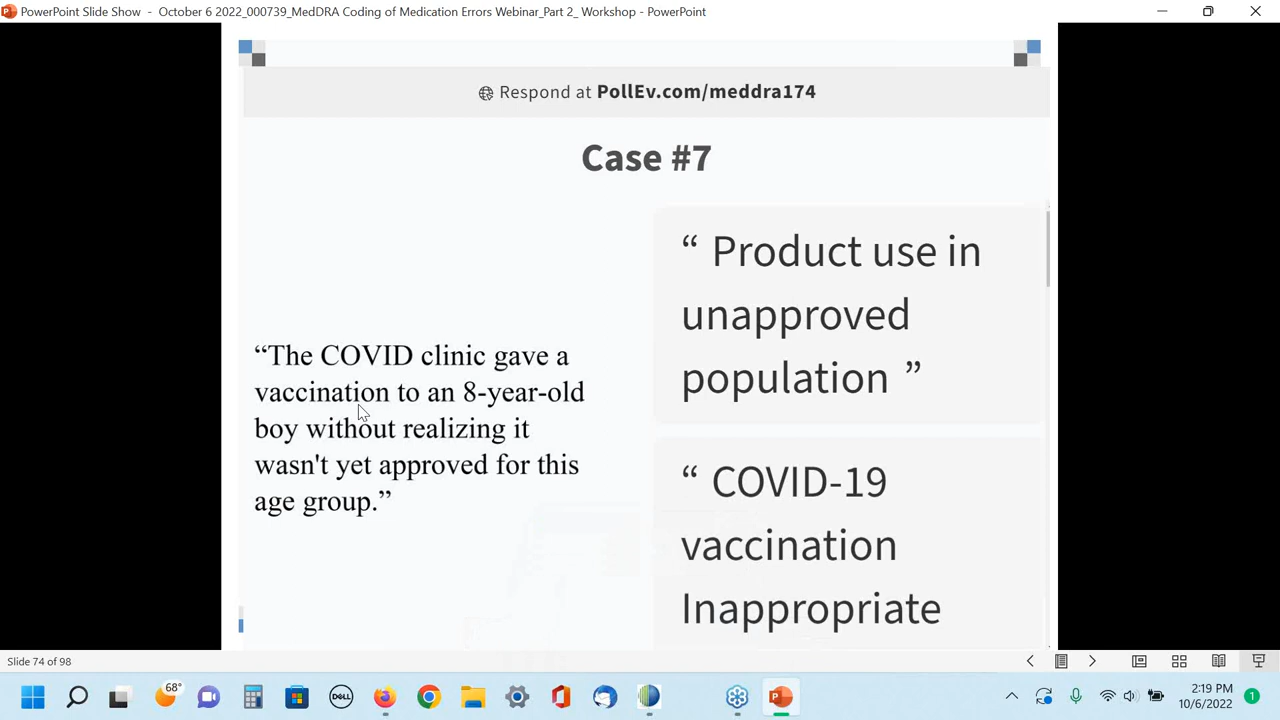 PowerPoint Slide Show - October 6 2022_000739_MedDRA Coding of Medication Errors Webinar_Part 2_ Workshop - PowerPoint
Respond at PollEv.com/meddra174
Case #7
“The COVID clinic gave a
vaccination to an 8-year-old
boy without realizing it
wasn't yet approved for this
age group.”
“ Product use in
unapproved
population ”
“ COVID-19
vaccination
Inappropriate
Slide 74 of 98
68°
DELL
2:19 PM
10/6/2022
1